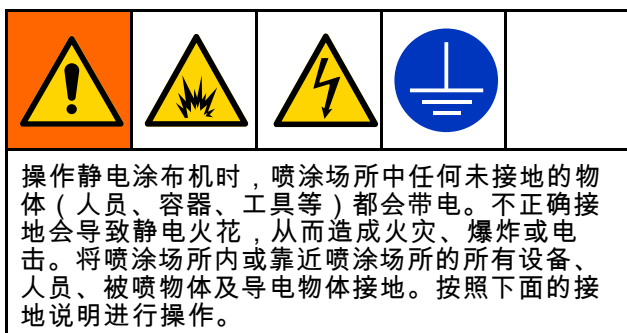 操作静电涂布机时，喷涂场所中任何未接地的物
体（人员、容器、工具等）都会带电。不正确接
地会导致静电火花，从而造成火灾、爆炸或电
击。将喷涂场所内或靠近喷涂场所的所有设备、
人员、被喷物体及导电物体接地。按照下面的接
地说明进行操作。